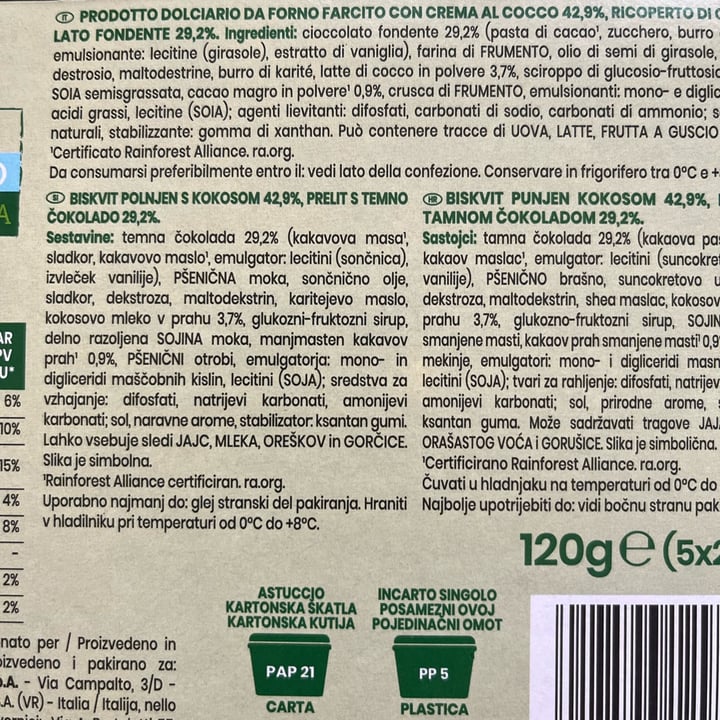 IT PRODOTTO DOLCIARIO DA FORNO FARCITO CON CREMA AL COCCO 42,9%, RICOPERTO DI
LATO FONDENTE 29,2%. Ingredienti: cioccolato fondente 29,2% (pasta di cacao¹, zucchero, burro
emulsionante: lecitine (girasole), estratto di vaniglia), farina di FRUMENTO, olio di semi di girasole,
destrosio, maltodestrine, burro di karité, latte di cocco in polvere 3,7%, sciroppo di glucosio-fruttosio
SOIA semisgrassata, cacao magro in polvere¹ 0,9%, crusca di FRUMENTO, emulsionanti: mono- e diglic
acidi grassi, lecitine (SOIA); agenti lievitanti: difosfati, carbonati di sodio, carbonati di ammonio; s
naturali, stabilizzante: gomma di xanthan. Può contenere tracce di UOVA, LATTE, FRUTTA A GUSCIO
¹Certificato Rainforest Alliance. ra.org.
Da consumarsi preferibilmente entro il: vedi lato della confezione. Conservare in frigorifero tra 0°C e +
SI BISKVIT POLNJEN S KOKOSOM 42,9%, PRELIT S TEMNO
ČOKOLADO 29,2%.
Sestavine: temna čokolada 29,2% (kakavova masa¹,
sladkor, kakavovo maslo¹, emulgator: lecitini (sončnica),
izvleček vanilije), PŠENIČNA moka, sončnično olje,
sladkor, dekstroza, maltodekstrin, karitejevo maslo,
kokosovo mleko v prahu 3,7%, glukozni-fruktozni sirup,
delno razoljena SOJINA moka, manjmasten kakavov
prah¹ 0,9%, PŠENIČNI otrobi, emulgatorja: mono- in
digliceridi maščobnih kislin, lecitini (SOJA); sredstva za
vzhajanje: difosfati, natrijevi karbonati, amonijevi
karbonati; sol, naravne arome, stabilizator: ksantan gumi.
Lahko vsebuje sledi JAJC, MLEKA, OREŠKOV in GORČICE.
Slika je simbolna.
¹Rainforest Alliance certificiran. ra.org.
Uporabno najmanj do: glej stranski del pakiranja. Hraniti
v hladilniku pri temperaturi od 0°C do +8°C.
HR BISKVIT PUNJEN KOKOSOM 42,9%,
TAMNOM ČOKOLADOM 29,2%.
Sastojci: tamna čokolada 29,2% (kakaova pas
kakaov maslac¹, emulgator: lecitini (suncokret
vanilije), PŠENIČNO brašno, suncokretovo u
dekstroza, maltodekstrin, shea maslac, kokosov
prahu 3,7%, glukozno-fruktozni sirup, SOJIN
smanjene masti, kakaov prah smanjene masti¹ 0,9
mekinje, emulgatori: mono- i digliceridi masn
lecitini (SOJA); tvari za rahljenje: difosfati, natrijev
amonijevi karbonati; sol, prirodne arome, s
ksantan guma. Može sadržavati tragove JAJ
ORAŠASTOG VOĆA i GORUŠICE. Slika je simbolična.
¹Certificirano Rainforest Alliance. ra.org.
Čuvati u hladnjaku na temperaturi od 0°C do
Najbolje upotrijebiti do: vidi bočnu stranu pak
O
A
AR
PV
U*
6%
10%
15%
4%
8%
-
2%
2%
120g e (5x2
ASTUCCIO
KARTONSKA ŠKATLA
KARTONSKA KUTIJA
PAP 21
CARTA
INCARTO SINGOLO
POSAMEZNI OVOJ
POJEDINAČNI OMOT
PP 5
PLASTICA
nato per / Proizvedeno in
oizvedeno i pakirano za:
.A. - Via Campalto, 3/D -
.A. (VR) - Italia / Italija, nello